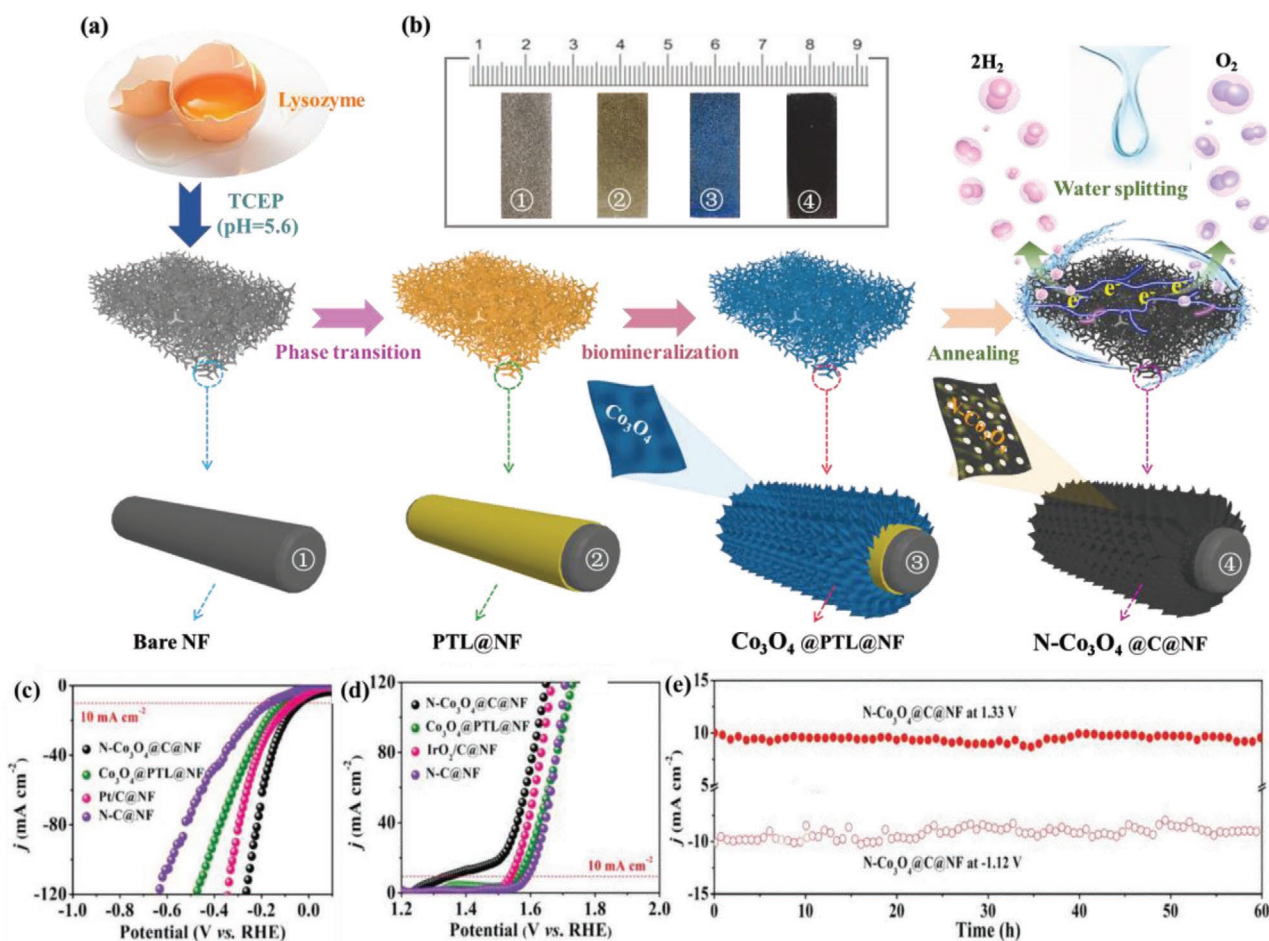 (a)
Lysozyme
TCEP
(pH=5.6)
(b)
1 2 3 4 5 6 7 8 9
① ② ③ ④
2H₂
O₂
Water splitting
e⁻ e⁻ e⁻ e⁻
Phase transition
biomineralization
Annealing
Co₃O₄
N-Co₃O₄
① ② ③ ④
Bare NF
PTL@NF
Co₃O₄ @PTL@NF
N-Co₃O₄ @C@NF
(c)
0
-40
-80
-120
j (mA cm⁻²)
10 mA cm⁻²
N-Co₃O₄@C@NF
Co₃O₄@PTL@NF
Pt/C@NF
N-C@NF
-1.0 -0.8 -0.6 -0.4 -0.2 0.0
Potential (V vs. RHE)
(d)
120
80
40
0
j (mA cm⁻²)
N-Co₃O₄@C@NF
Co₃O₄@PTL@NF
IrO₂/C@NF
N-C@NF
10 mA cm⁻²
1.2 1.4 1.6 1.8 2.0
Potential (V vs. RHE)
(e)
15
10
5
-5
-10
-15
j (mA cm⁻²)
N-Co₃O₄@C@NF at 1.33 V
N-Co₃O₄@C@NF at -1.12 V
0 10 20 30 40 50 60
Time (h)